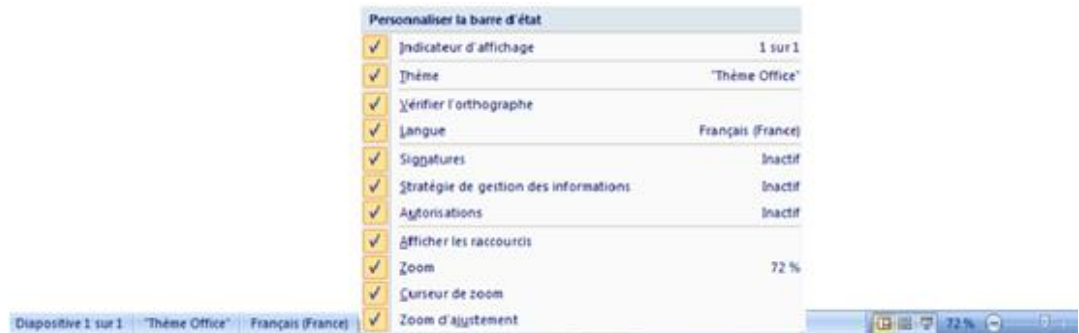 Personnaliser la barre d'état
Indicateur d'affichage 1 sur 1
Thème "Thème Office"
Vérifier l'orthographe
Langue Français (France)
Signatures Inactif
Stratégie de gestion des informations Inactif
Autorisations Inactif
Afficher les raccourcis
Zoom 72 %
Curseur de zoom
Zoom d'ajustement
Diapositive 1 sur 1 "Thème Office" Français (France) 72 %